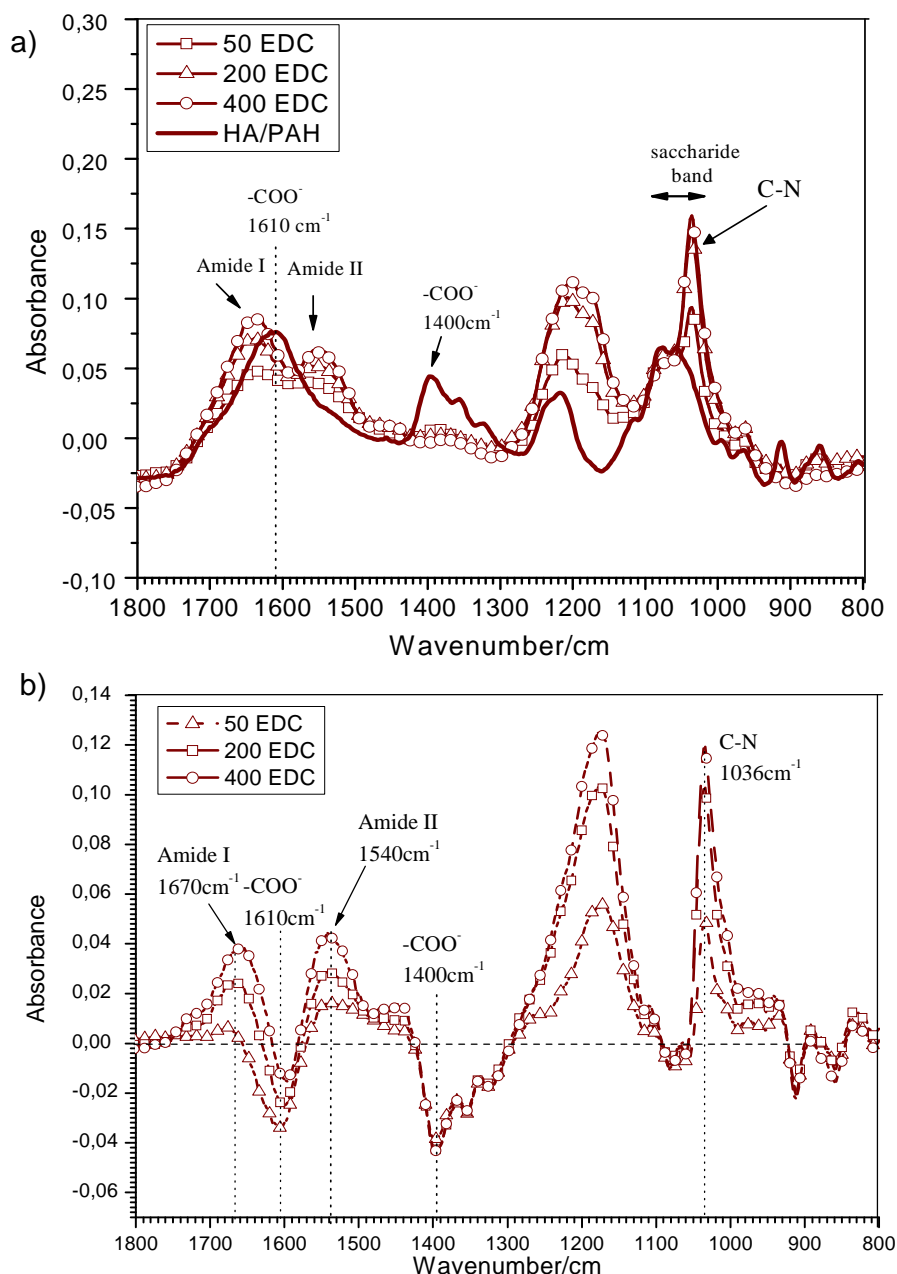 a)
0,30
0,25
0,20
0,15
0,10
0,05
0,00
-0,05
-0,10
Absorbance
50 EDC
200 EDC
400 EDC
HA/PAH
-COO⁻
1610 cm⁻¹
Amide I
Amide II
-COO⁻
1400cm⁻¹
saccharide
band
C-N
1800 1700 1600 1500 1400 1300 1200 1100 1000 900 800
Wavenumber/cm
b)
0,14
0,12
0,10
0,08
0,06
0,04
0,02
0,00
-0,02
-0,04
-0,06
Absorbance
50 EDC
200 EDC
400 EDC
Amide I
1670cm⁻¹
-COO⁻
1610cm⁻¹
Amide II
1540cm⁻¹
-COO⁻
1400cm⁻¹
C-N
1036cm⁻¹
1800 1700 1600 1500 1400 1300 1200 1100 1000 900 800
Wavenumber/cm